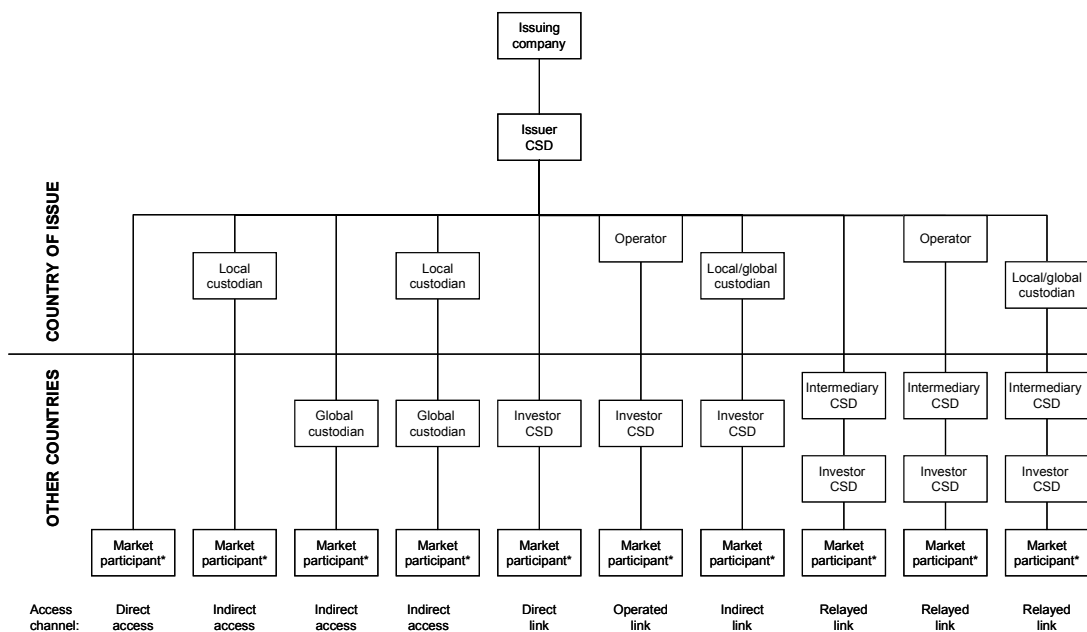 Issuing
company
Issuer
CSD
COUNTRY OF ISSUE
Operator
Operator
Local
custodian
Local
custodian
Local/global
custodian
Local/global
custodian
OTHER COUNTRIES
Intermediary
CSD
Intermediary
CSD
Intermediary
CSD
Global
custodian
Global
custodian
Investor
CSD
Investor
CSD
Investor
CSD
Investor
CSD
Investor
CSD
Investor
CSD
Market
participant*
Market
participant*
Market
participant*
Market
participant*
Market
participant*
Market
participant*
Market
participant*
Market
participant*
Market
participant*
Market
participant*
Access
channel:
Direct
access
Indirect
access
Indirect
access
Indirect
access
Direct
link
Operated
link
Indirect
link
Relayed
link
Relayed
link
Relayed
link